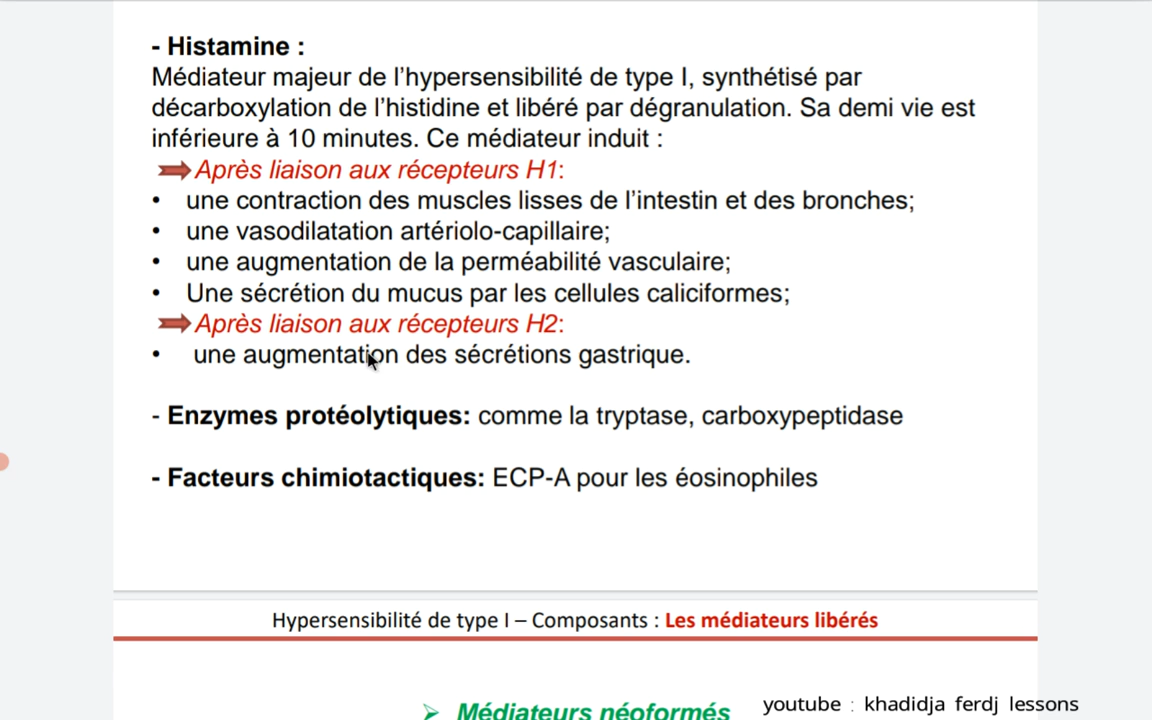 - Histamine :
Médiateur majeur de l’hypersensibilité de type I, synthétisé par
décarboxylation de l’histidine et libéré par dégranulation. Sa demi vie est
inférieure à 10 minutes. Ce médiateur induit :
Après liaison aux récepteurs H1:
• une contraction des muscles lisses de l’intestin et des bronches;
• une vasodilatation artériolo-capillaire;
• une augmentation de la perméabilité vasculaire;
• Une sécrétion du mucus par les cellules caliciformes;
Après liaison aux récepteurs H2:
• une augmentation des sécrétions gastrique.
- Enzymes protéolytiques: comme la tryptase, carboxypeptidase
- Facteurs chimiotactiques: ECP-A pour les éosinophiles
Hypersensibilité de type I – Composants : Les médiateurs libérés
➢ Médiateurs néoformés
youtube : khadidja ferdj lessons